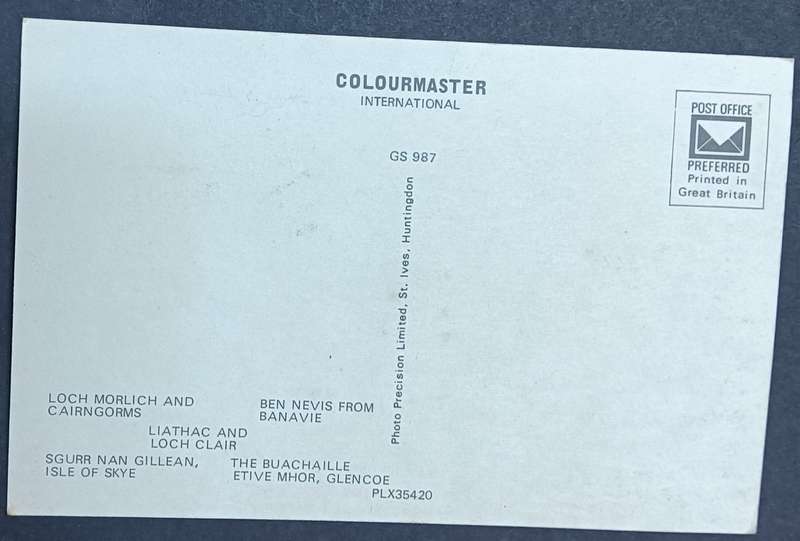 COLOURMASTER
INTERNATIONAL
POST OFFICE
PREFERRED
Printed in
Great Britain
GS 987
Photo Precision Limited, St. Ives, Huntingdon
LOCH MORLICH AND
CAIRNGORMS
BEN NEVIS FROM
BANAVIE
LIATHAC AND
LOCH CLAIR
SGURR NAN GILLEAN,
ISLE OF SKYE
THE BUACHAILLE
ETIVE MHOR, GLENCOE
PLX35420